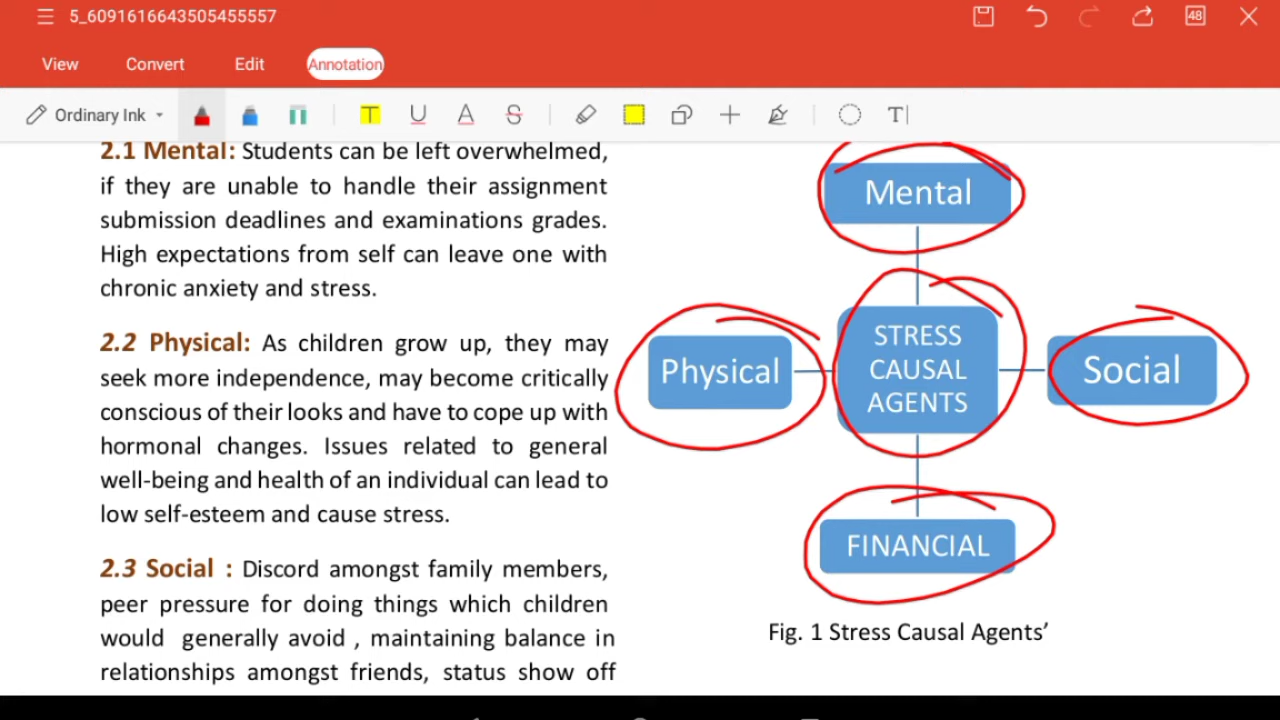 5_6091616643505455557
48
View Convert Edit Annotation
Ordinary Ink T U A S T
2.1 Mental: Students can be left overwhelmed,
if they are unable to handle their assignment
submission deadlines and examinations grades.
High expectations from self can leave one with
chronic anxiety and stress.
2.2 Physical: As children grow up, they may
seek more independence, may become critically
conscious of their looks and have to cope up with
hormonal changes. Issues related to general
well-being and health of an individual can lead to
low self-esteem and cause stress.
2.3 Social : Discord amongst family members,
peer pressure for doing things which children
would generally avoid , maintaining balance in
relationships amongst friends, status show off
Mental
Physical
STRESS
CAUSAL
AGENTS
Social
FINANCIAL
Fig. 1 Stress Causal Agents’